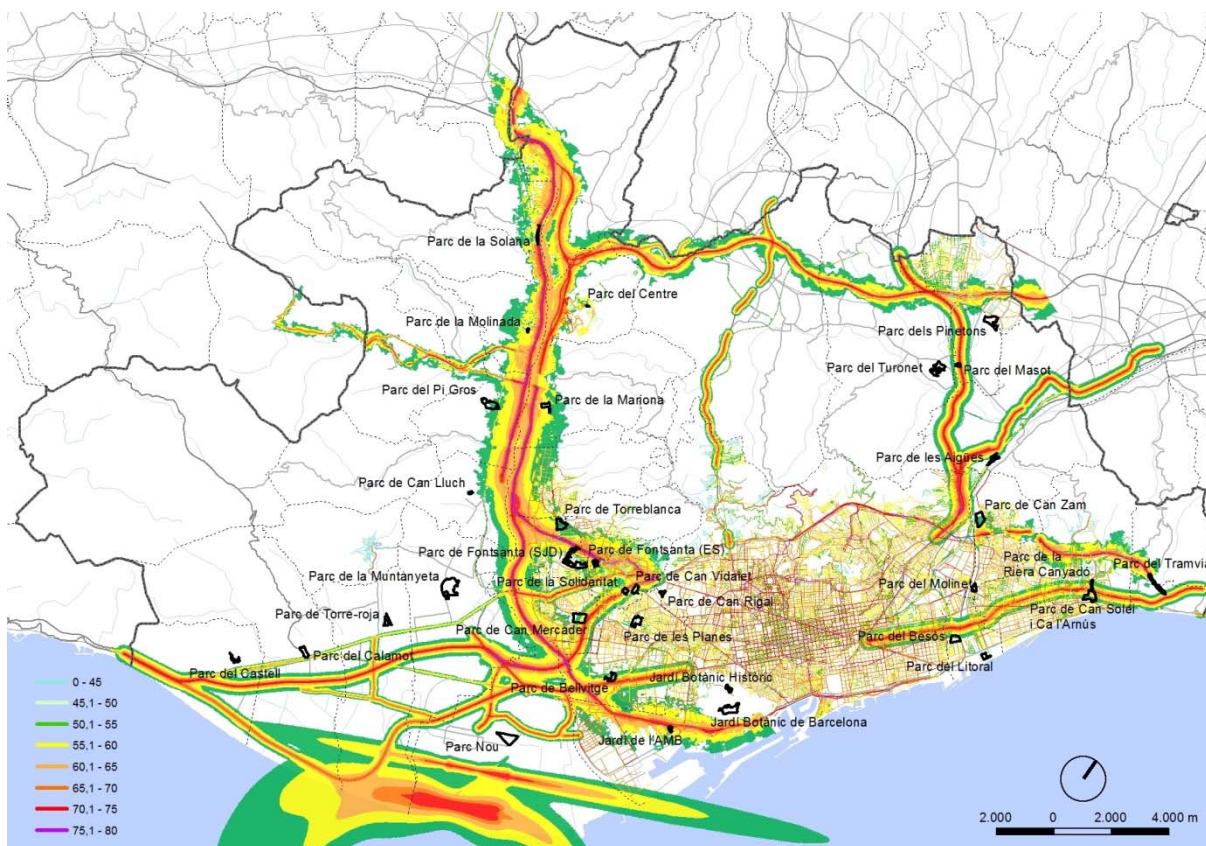 Parc de la Solana
Parc del Centre
Parc de la Molinada
Parc dels Pinetons
Parc del Turonet
Parc del Masot
Parc del Pi Gros
Parc de la Mariona
Parc de les Aigües
Parc de Can Lluch
Parc de Torreblanca
Parc de Can Zam
Parc de Fontsanta (SJD)
Parc de Fontsanta (ES)
Parc de la
Riera Canyadó
Parc del Tramvia
Parc de la Muntanyeta
Parc de la Solidaritat
Parc de Can Vidalet
Parc del Molinet
Parc de Can Rigal
Parc de Can Solei
i Ca l'Arnús
Parc de Torre-roja
Parc de Can Mercader
Parc de les Planes
Parc del Besòs
Parc del Calamot
Parc del Castell
Parc del Litoral
Parc de Bellvitge
Jardí Botànic Històric
Jardí Botànic de Barcelona
Parc Nou
Jardí de l'AMB
0 - 45
45,1 - 50
50,1 - 55
55,1 - 60
60,1 - 65
65,1 - 70
70,1 - 75
75,1 - 80
2.000 0 2.000 4.000 m